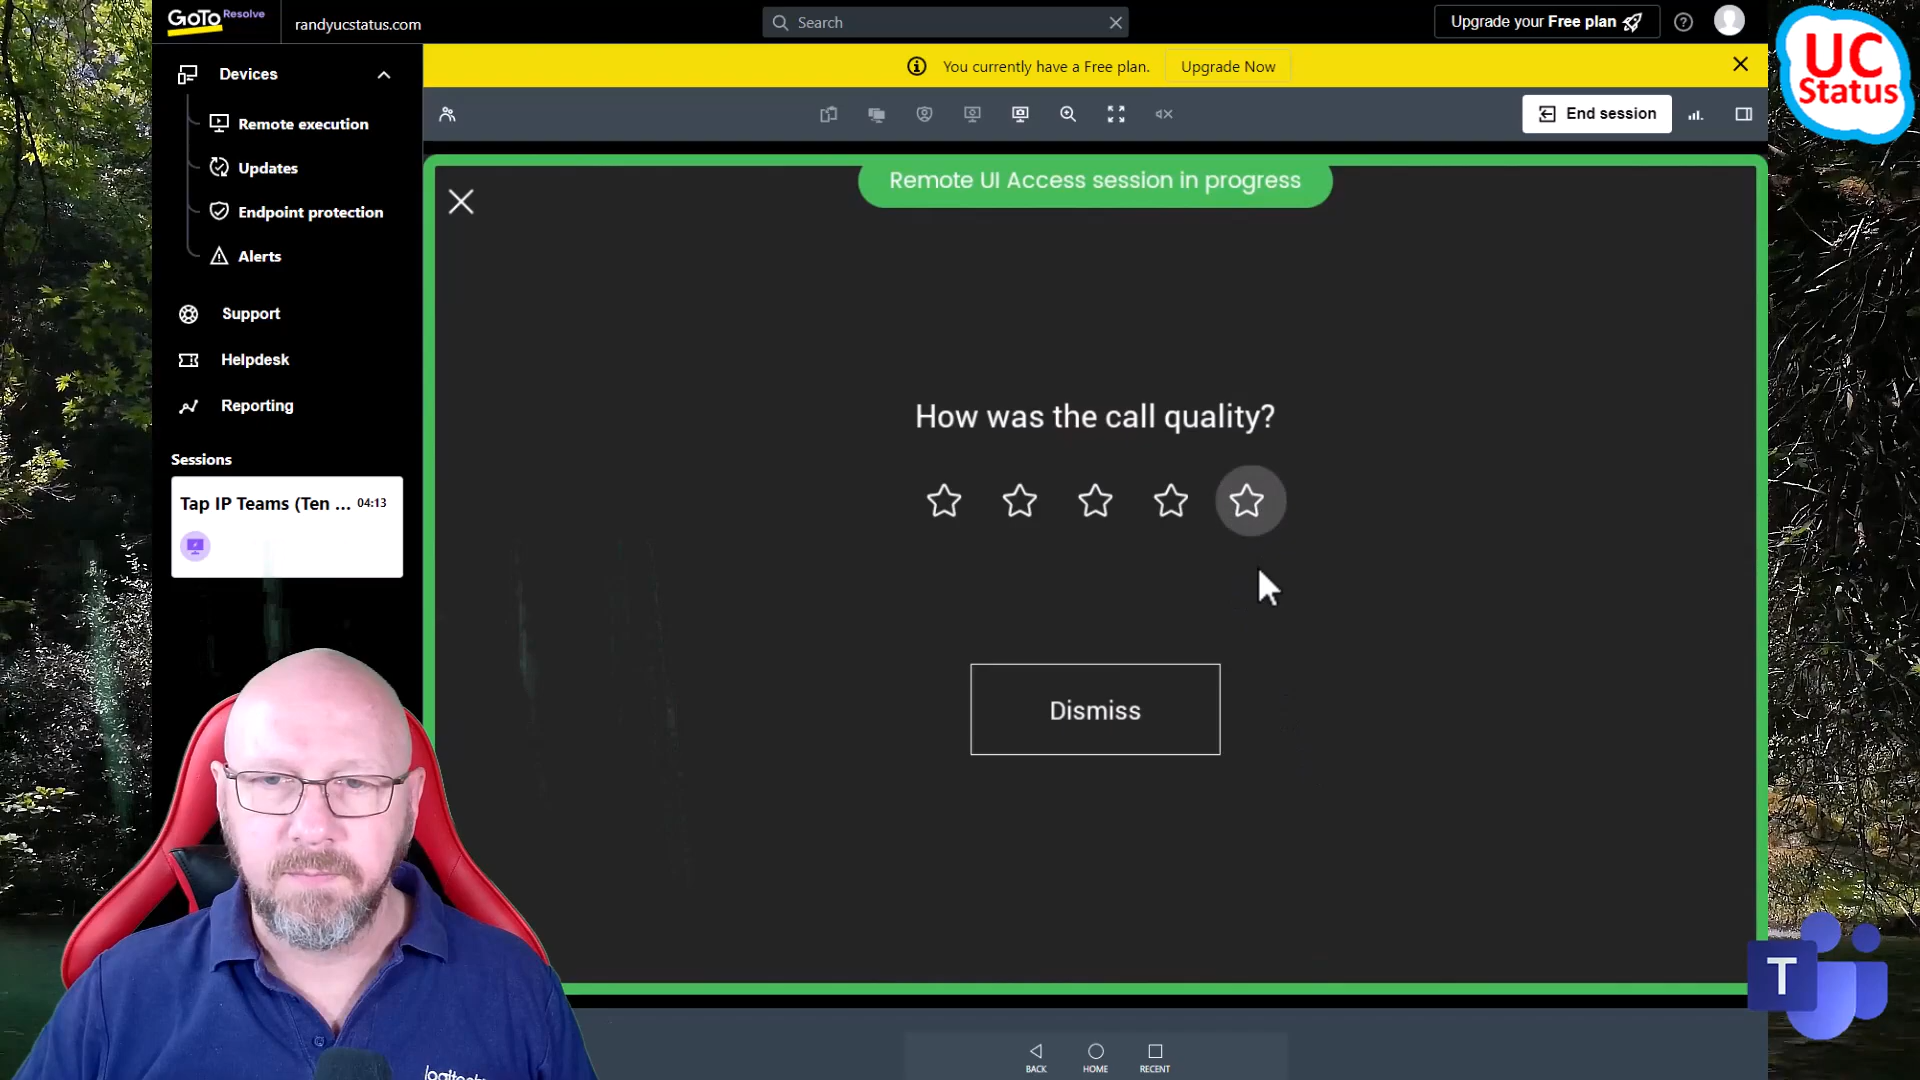 GoTo Resolve
randyucstatus.com
Search
Upgrade your Free plan
UC
Status
Devices
You currently have a Free plan.
Upgrade Now
Remote execution
End session
Updates
Remote UI Access session in progress
Endpoint protection
Alerts
Support
Helpdesk
Reporting
How was the call quality?
Sessions
Tap IP Teams (Ten ... 04:13
Dismiss
T
BACK
HOME
RECENT
logitech